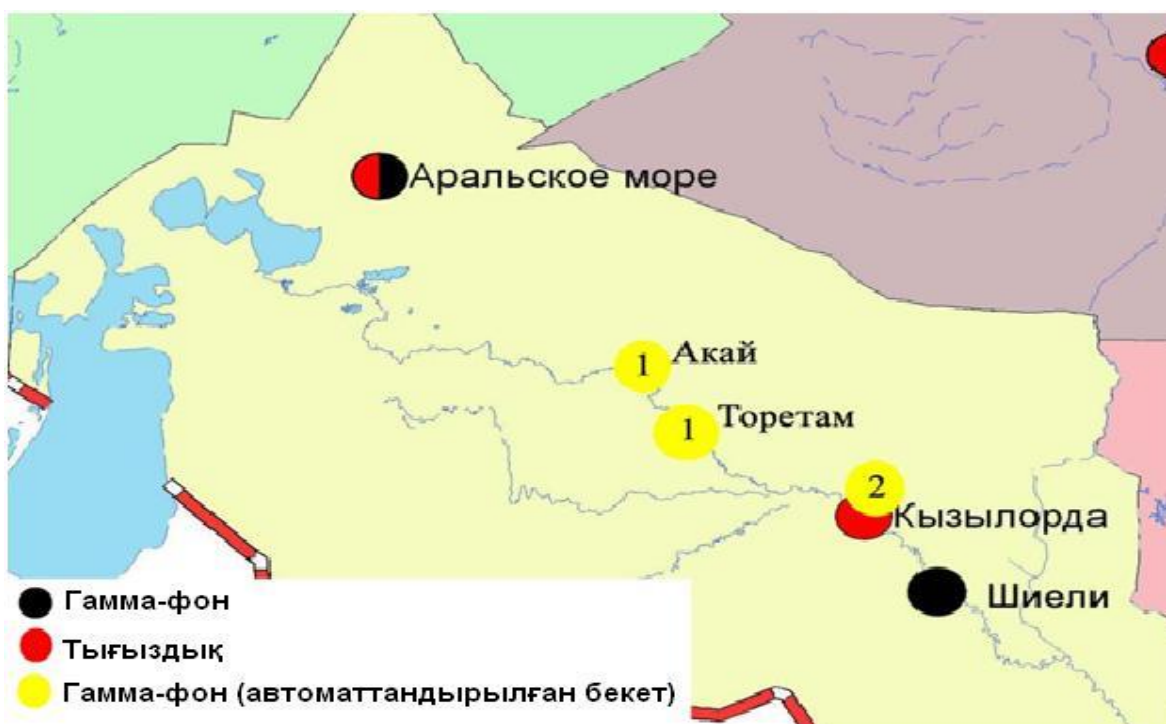 Аральское море
1 Акай
1 Торетам
2
Кызылорда
Шиели
Гамма-фон
Тығыздық
Гамма-фон (автоматтандырылған бекет)